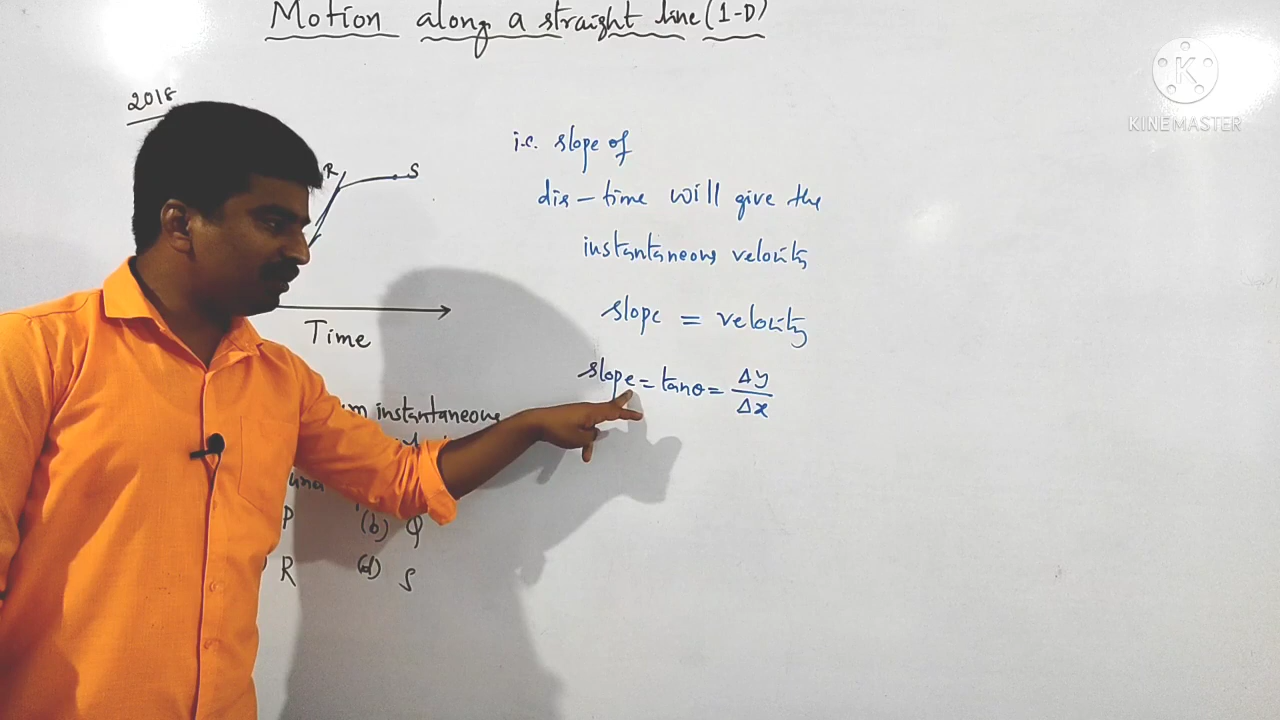 Motion along a straight line (1-D)
2018
R S
Time
i.e. slope of
dis-time will give the
instantaneous velocity
slope = velocity
slope = tanθ = Δy/Δx
instantaneous
P (b) Q
R (d) S
K
KINEMASTER